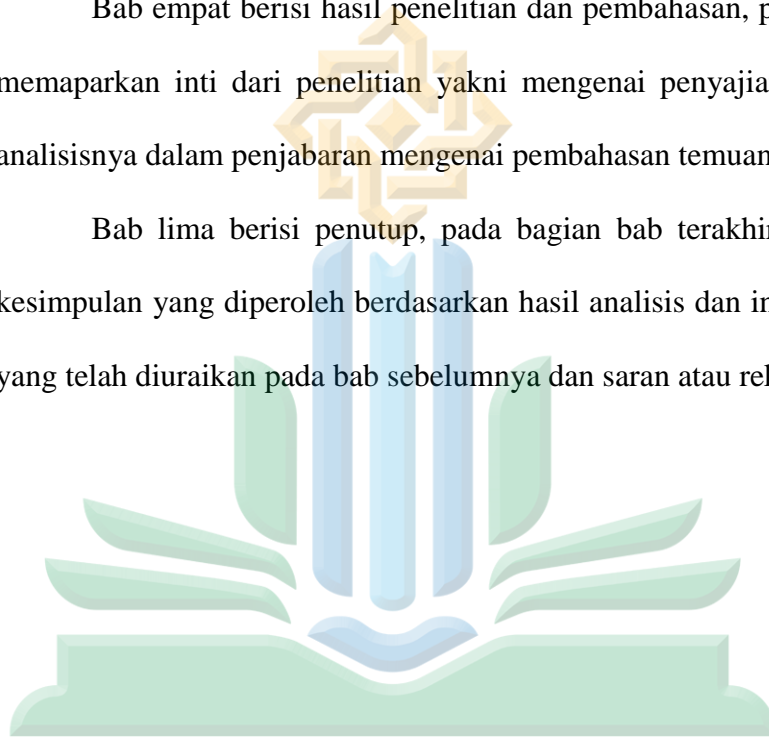 Bab empat berisi hasil penelitian dan pembahasan,
memaparkan inti dari penelitian yakni mengenai
analisisnya dalam penjabaran mengenai pembahasan temuan
Bab lima berisi penutup, pada bagian bab
kesimpulan yang diperoleh berdasarkan hasil analisis dan
yang telah diuraikan pada bab sebelumnya dan saran atau